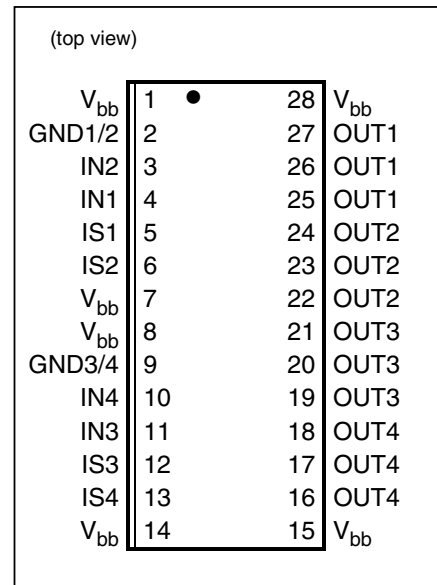 (top view)
Vbb 1 28 Vbb
GND1/2 2 27 OUT1
IN2 3 26 OUT1
IN1 4 25 OUT1
IS1 5 24 OUT2
IS2 6 23 OUT2
Vbb 7 22 OUT2
Vbb 8 21 OUT3
GND3/4 9 20 OUT3
IN4 10 19 OUT3
IN3 11 18 OUT4
IS3 12 17 OUT4
IS4 13 16 OUT4
Vbb 14 15 Vbb